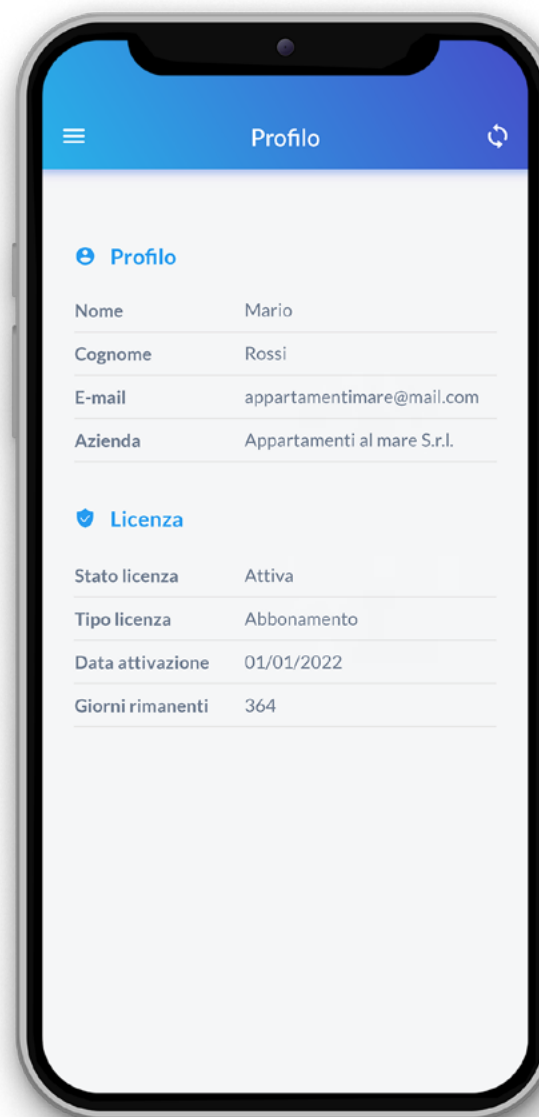 Profilo
Profilo
Nome Mario
Cognome Rossi
E-mail appartamentimare@mail.com
Azienda Appartamenti al mare S.r.l.
Licenza
Stato licenza Attiva
Tipo licenza Abbonamento
Data attivazione 01/01/2022
Giorni rimanenti 364